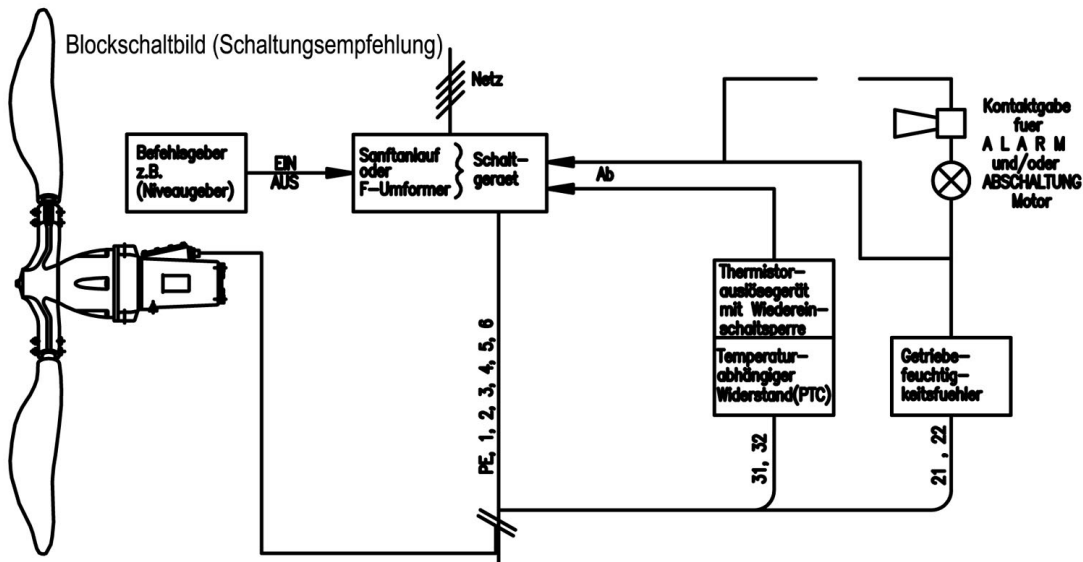 Blockschaltbild (Schaltungsempfehlung)
Netz
Befehlsgeber
z.B.
(Niveaugeber)
EIN
AUS
Sanftanlauf
oder
F-Umformer
Schalt-
geraet
Ab
Kontaktgabe
fuer
A L A R M
und/oder
ABSCHALTUNG
Motor
Thermistor-
auslösegerät
mit Wiederein-
schaltsperre
Temperatur-
abhängiger
Widerstand(PTC)
Getriebe-
feuchtig-
keitsfuehler
PE, 1, 2, 3, 4, 5, 6
31, 32
21 , 22